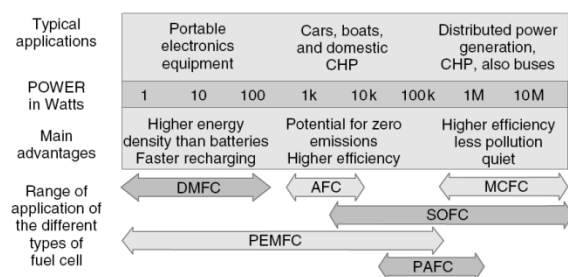 Typical
applications
Portable
electronics
equipment
Cars, boats,
and domestic
CHP
Distributed power
generation,
CHP, also buses
POWER
in Watts
1 10 100 1k 10k 100k 1M 10M
Main
advantages
Higher energy
density than batteries
Faster recharging
Potential for zero
emissions
Higher efficiency
Higher efficiency
less pollution
quiet
Range of
application of
the different
types of
fuel cell
DMFC
AFC
MCFC
SOFC
PEMFC
PAFC